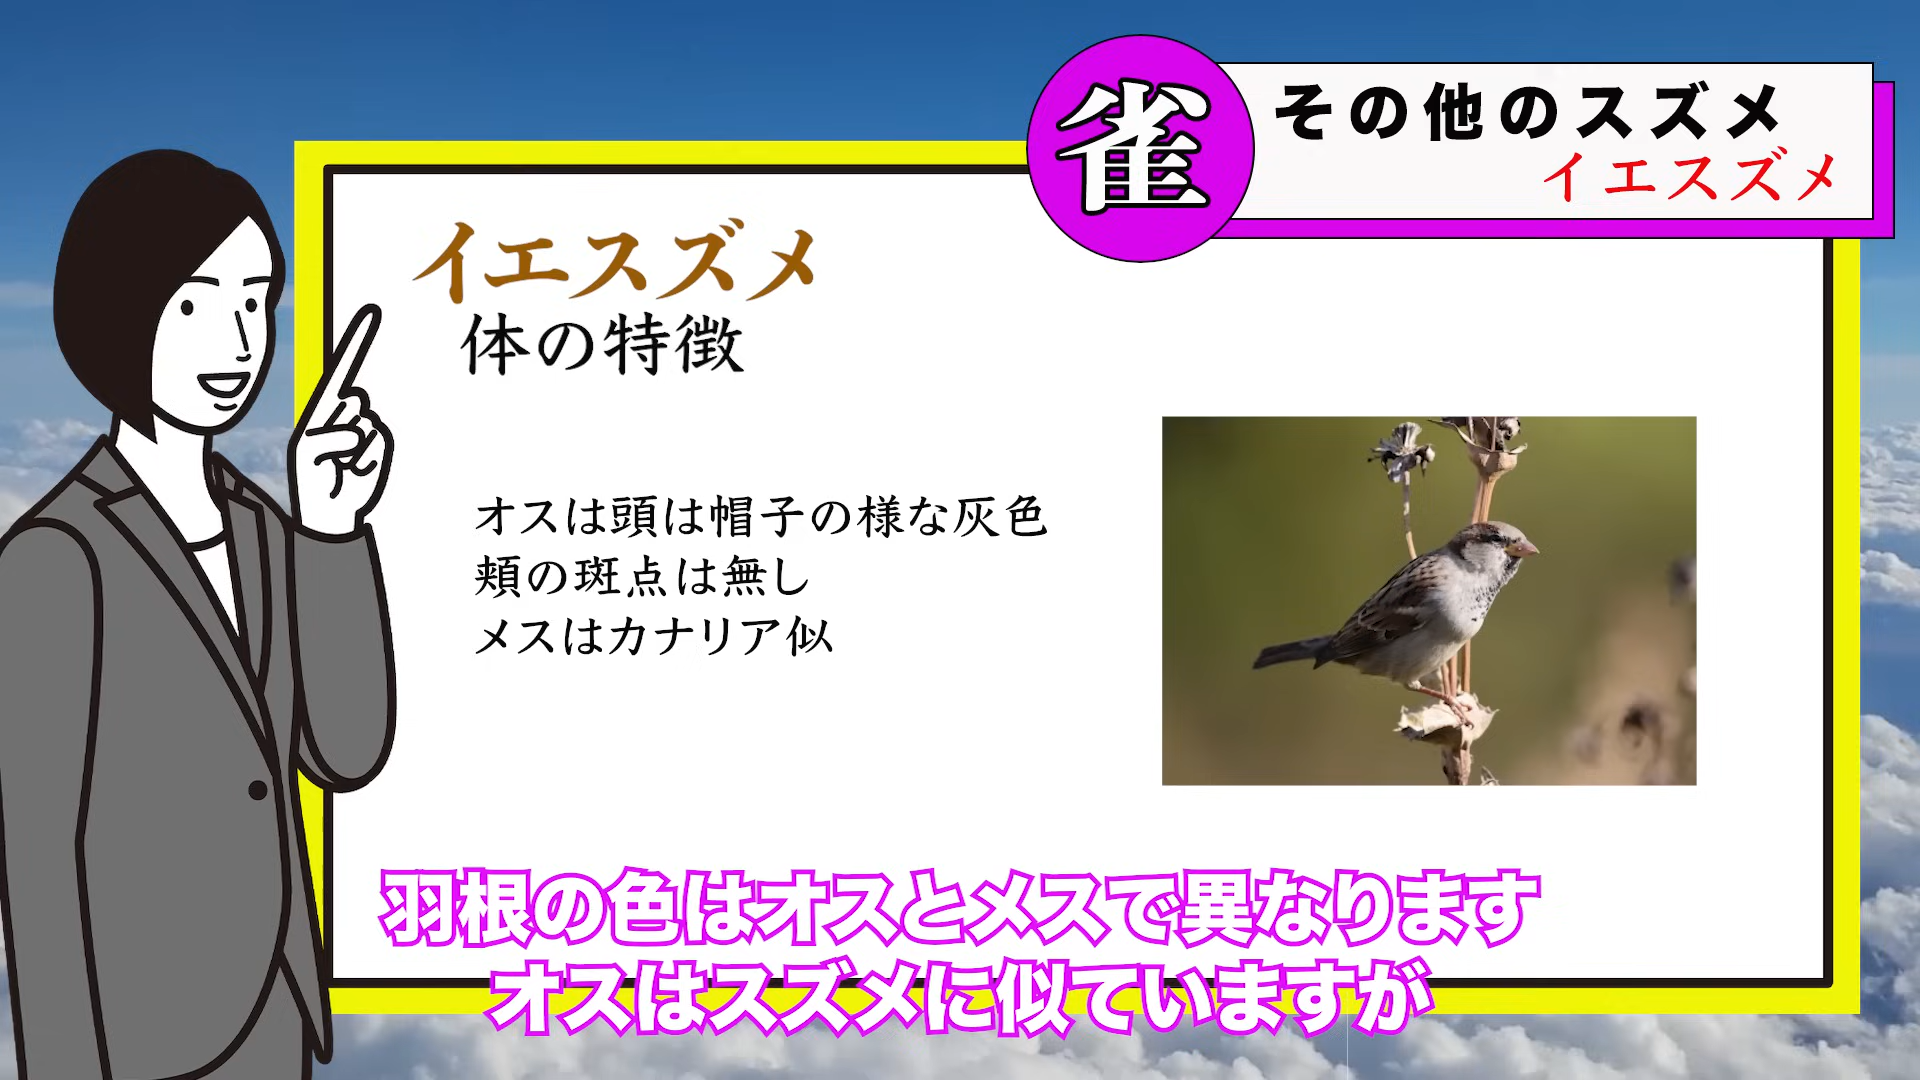 雀
その他のスズメ
イエスズメ
イエスズメ
体の特徴
オスは頭は帽子の様な灰色
頬の斑点は無し
メスはカナリア似
羽根の色はオスとメスで異なります
オスはスズメに似ていますが